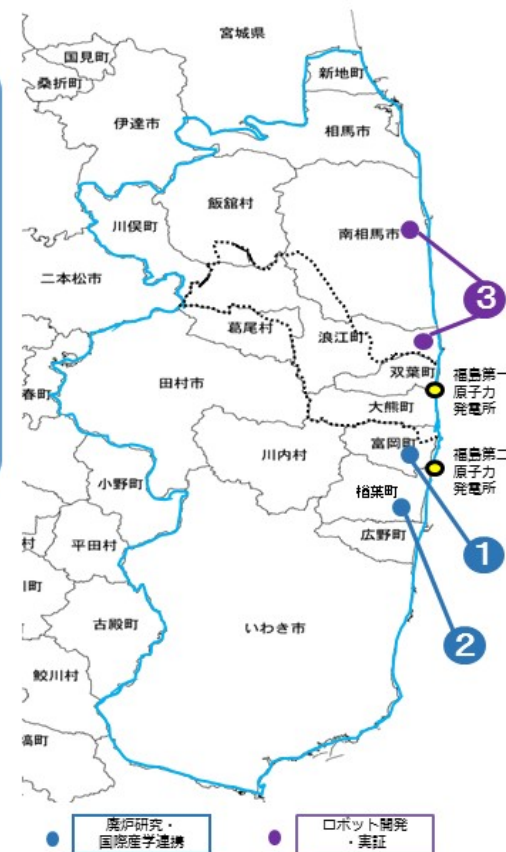 宮城県
国見町
桑折町
新地町
伊達市
相馬市
飯舘村
川俣町
南相馬市
二本松市
3
葛尾村
浪江町
双葉町
福島第一
原子力
発電所
田村市
大熊町
春町
富岡町
川内村
福島第二
原子力
発電所
小野町
楢葉町
村
平田村
広野町
1
町
古殿町
いわき市
2
鮫川村
塙町
廃炉研究・
国際産学連携
ロボット開発
・実証